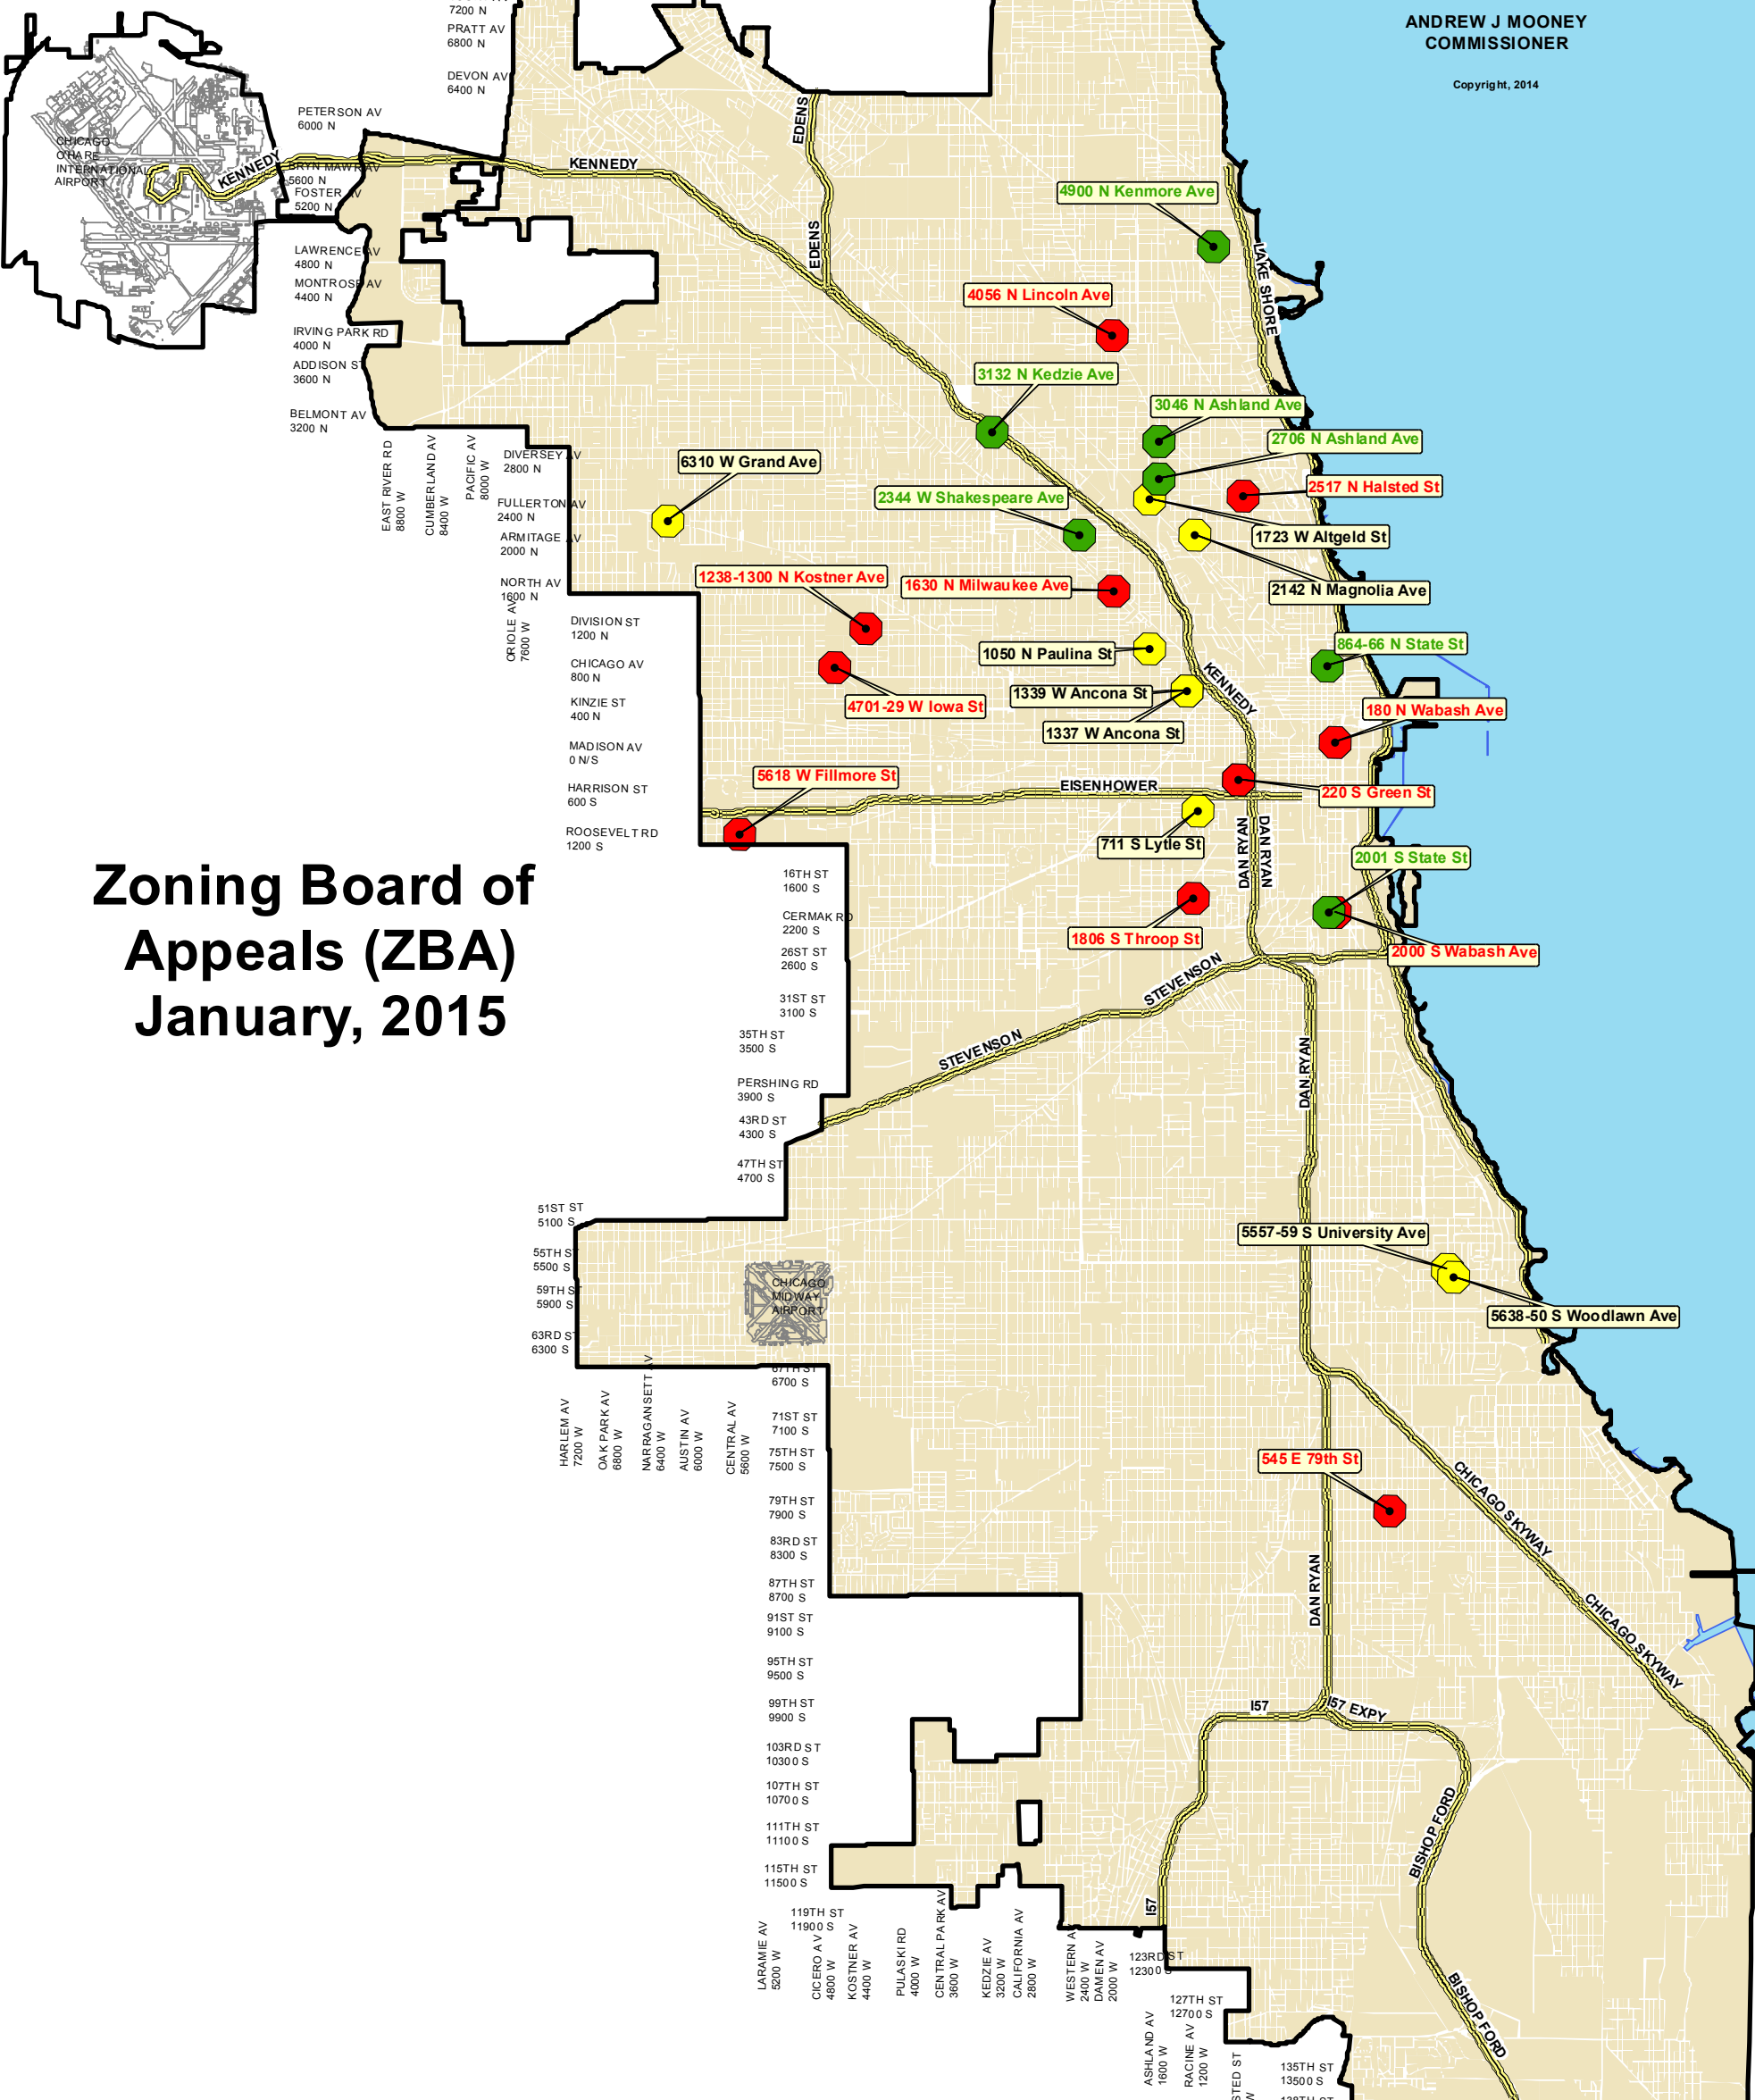 7200 N
PRATT AV
6800 N
DEVON AV
6400 N
ANDREW J MOONEY
COMMISSIONER
Copyright, 2014
PETERSON AV
6000 N
CHICAGO
O'HARE
INTERNATIONAL
AIRPORT
KENNEDY
BRYN MAWR AV
5600 N
FOSTER AV
5200 N
KENNEDY
EDENS
EDENS
LAWRENCE AV
4800 N
MONTROSE AV
4400 N
IRVING PARK RD
4000 N
ADDISON ST
3600 N
BELMONT AV
3200 N
4900 N Kenmore Ave
LAKE SHORE
4056 N Lincoln Ave
3132 N Kedzie Ave
3046 N Ashland Ave
2706 N Ashland Ave
EAST RIVER RD
8800 W
CUMBERLAND AV
8400 W
PACIFIC AV
8000 W
DIVERSEY AV
2800 N
6310 W Grand Ave
2344 W Shakespeare Ave
2517 N Halsted St
FULLERTON AV
2400 N
1723 W Altgeld St
ARMITAGE AV
2000 N
NORTH AV
1600 N
1238-1300 N Kostner Ave
1630 N Milwaukee Ave
2142 N Magnolia Ave
ORIOLE AV
7600 W
DIVISION ST
1200 N
864-66 N State St
1050 N Paulina St
CHICAGO AV
800 N
KENNEDY
1339 W Ancona St
4701-29 W Iowa St
180 N Wabash Ave
KINZIE ST
400 N
1337 W Ancona St
MADISON AV
0 N/S
5618 W Fillmore St
EISENHOWER
HARRISON ST
600 S
220 S Green St
ROOSEVELT RD
1200 S
711 S Lytle St
DAN RYAN
DAN RYAN
2001 S State St
Zoning Board of
Appeals (ZBA)
January, 2015
16TH ST
1600 S
CERMAK RD
2200 S
1806 S Throop St
2000 S Wabash Ave
26ST ST
2600 S
STEVENSON
31ST ST
3100 S
STEVENSON
35TH ST
3500 S
DAN RYAN
PERSHING RD
3900 S
43RD ST
4300 S
47TH ST
4700 S
51ST ST
5100 S
5557-59 S University Ave
55TH ST
5500 S
59TH ST
5900 S
CHICAGO
MIDWAY
AIRPORT
5638-50 S Woodlawn Ave
63RD ST
6300 S
67TH ST
6700 S
HARLEM AV
7200 W
OAK PARK AV
6800 W
NARRAGANSETT AV
6400 W
AUSTIN AV
6000 W
CENTRAL AV
5600 W
71ST ST
7100 S
75TH ST
7500 S
545 E 79th St
CHICAGO SKYWAY
79TH ST
7900 S
83RD ST
8300 S
DAN RYAN
87TH ST
8700 S
CHICAGO SKYWAY
91ST ST
9100 S
95TH ST
9500 S
99TH ST
9900 S
I57
I57 EXPY
103RD ST
10300 S
107TH ST
10700 S
BISHOP FORD
111TH ST
11100 S
115TH ST
11500 S
I57
119TH ST
11900 S
LARAMIE AV
5200 W
CICERO AV
4800 W
KOSTNER AV
4400 W
PULASKI RD
4000 W
CENTRAL PARK AV
3600 W
KEDZIE AV
3200 W
CALIFORNIA AV
2800 W
WESTERN AV
2400 W
DAMEN AV
2000 W
123RD ST
12300 S
127TH ST
12700 S
BISHOP FORD
ASHLAND AV
1600 W
RACINE AV
1200 W
135TH ST
13500 S